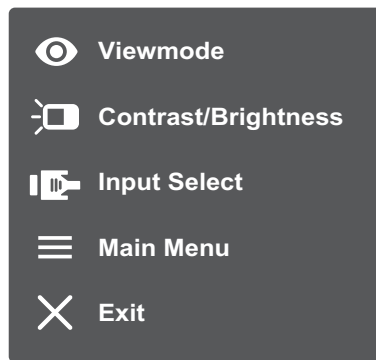 Viewmode
Contrast/Brightness
Input Select
Main Menu
Exit